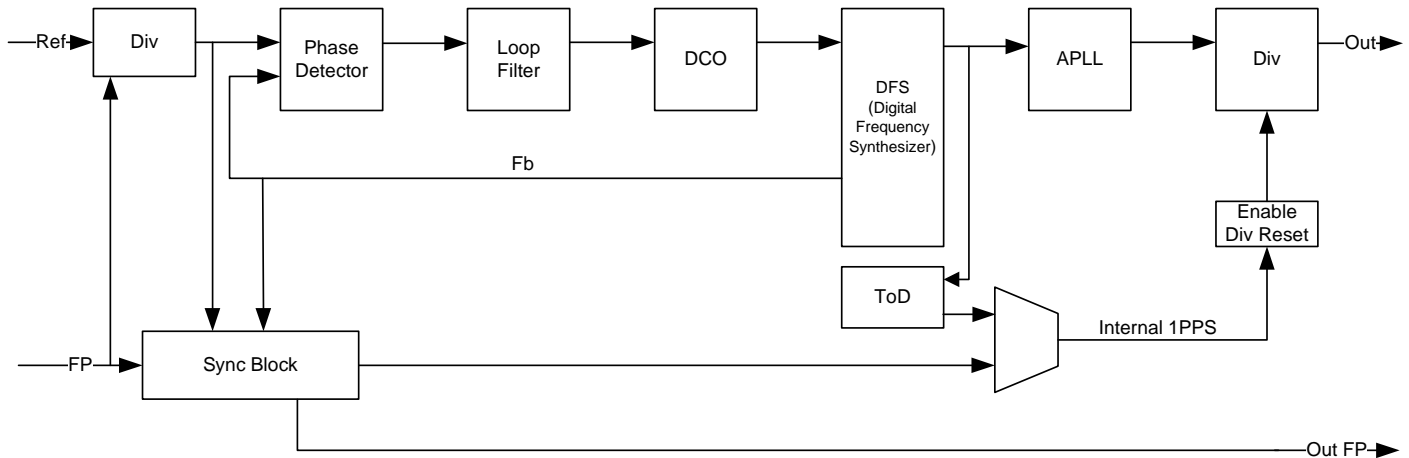 Ref
Div
Phase
Detector
Loop
Filter
DCO
DFS
(Digital
Frequency
Synthesizer)
APLL
Div
Out
Fb
Enable
Div Reset
ToD
Internal 1PPS
FP
Sync Block
Out FP